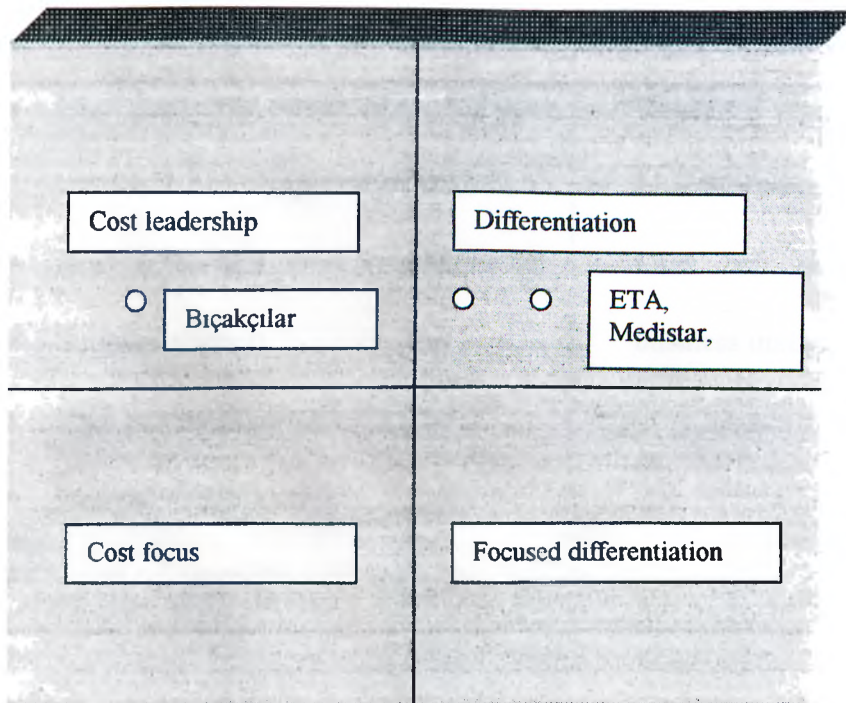 Cost leadership
Differentiation
Bıçakçılar
ETA,
Medistar,
Cost focus
Focused differentiation